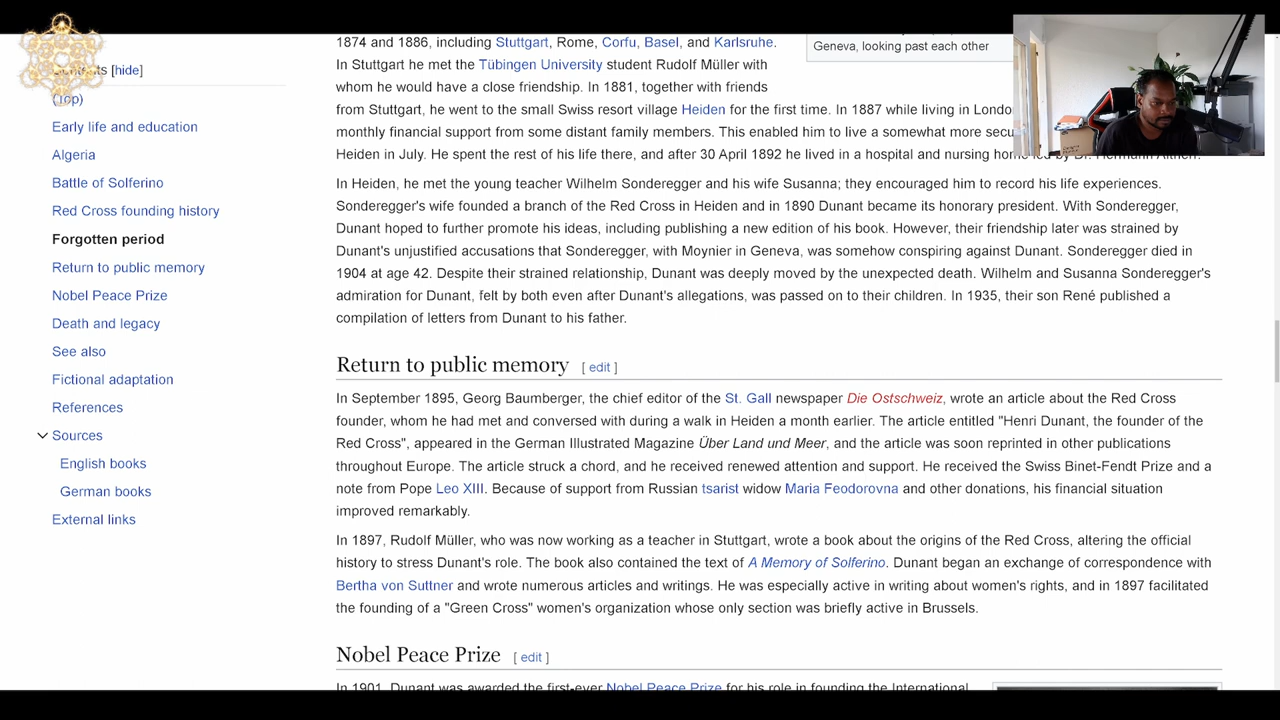 Contents [hide]
(Top)
Early life and education
Algeria
Battle of Solferino
Red Cross founding history
Forgotten period
Return to public memory
Nobel Peace Prize
Death and legacy
See also
Fictional adaptation
References
Sources
English books
German books
External links
1874 and 1886, including Stuttgart, Rome, Corfu, Basel, and Karlsruhe.
In Stuttgart he met the Tübingen University student Rudolf Müller with
whom he would have a close friendship. In 1881, together with friends
from Stuttgart, he went to the small Swiss resort village Heiden for the first time. In 1887 while living in
monthly financial support from some distant family members. This enabled him to live a somewhat more
Heiden in July. He spent the rest of his life there, and after 30 April 1892 he lived in a hospital and nursing
Geneva, looking past each other
In Heiden, he met the young teacher Wilhelm Sonderegger and his wife Susanna; they encouraged him to record his life experiences.
Sonderegger's wife founded a branch of the Red Cross in Heiden and in 1890 Dunant became its honorary president. With Sonderegger,
Dunant hoped to further promote his ideas, including publishing a new edition of his book. However, their friendship later was strained by
Dunant's unjustified accusations that Sonderegger, with Moynier in Geneva, was somehow conspiring against Dunant. Sonderegger died in
1904 at age 42. Despite their strained relationship, Dunant was deeply moved by the unexpected death. Wilhelm and Susanna Sonderegger's
admiration for Dunant, felt by both even after Dunant's allegations, was passed on to their children. In 1935, their son René published a
compilation of letters from Dunant to his father.
Return to public memory [ edit ]
In September 1895, Georg Baumberger, the chief editor of the St. Gall newspaper Die Ostschweiz, wrote an article about the Red Cross
founder, whom he had met and conversed with during a walk in Heiden a month earlier. The article entitled "Henri Dunant, the founder of the
Red Cross", appeared in the German Illustrated Magazine Über Land und Meer, and the article was soon reprinted in other publications
throughout Europe. The article struck a chord, and he received renewed attention and support. He received the Swiss Binet-Fendt Prize and a
note from Pope Leo XIII. Because of support from Russian tsarist widow Maria Feodorovna and other donations, his financial situation
improved remarkably.
In 1897, Rudolf Müller, who was now working as a teacher in Stuttgart, wrote a book about the origins of the Red Cross, altering the official
history to stress Dunant's role. The book also contained the text of A Memory of Solferino. Dunant began an exchange of correspondence with
Bertha von Suttner and wrote numerous articles and writings. He was especially active in writing about women's rights, and in 1897 facilitated
the founding of a "Green Cross" women's organization whose only section was briefly active in Brussels.
Nobel Peace Prize [ edit ]
In 1901, Dunant was awarded the first-ever Nobel Peace Prize for his role in founding the International